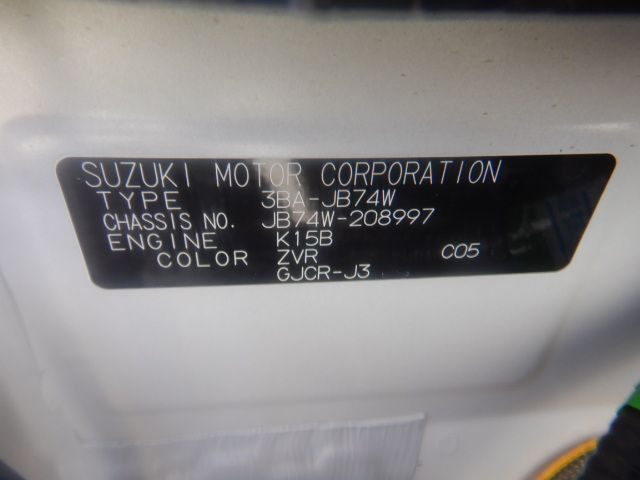 SUZUKI MOTOR CORPORATION
TYPE 3BA-JB74W
CHASSIS NO. JB74W-208997
ENGINE K15B
COLOR ZVR C05
GJCR-J3